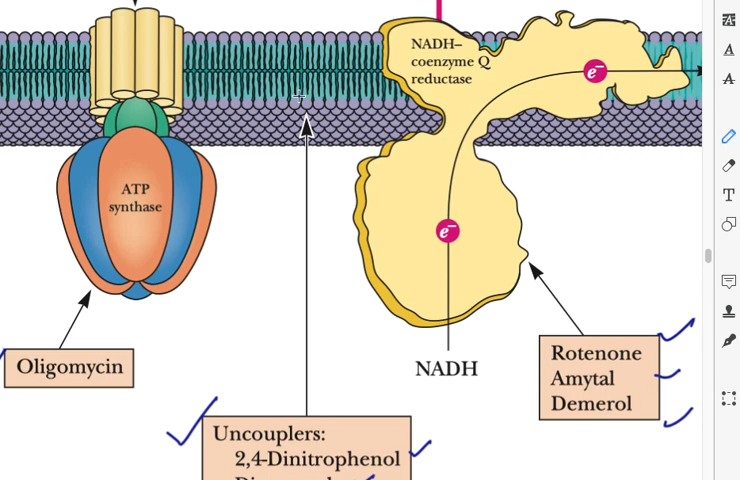 NADH–
coenzyme Q
reductase
e⁻
ATP
synthase
e⁻
Oligomycin
NADH
Rotenone
Amytal
Demerol
Uncouplers:
2,4-Dinitrophenol
A
A
A
T